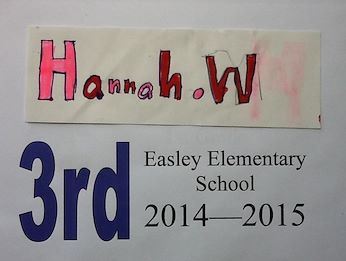 Hannah.W
3rd
Easley Elementary
School
2014—2015